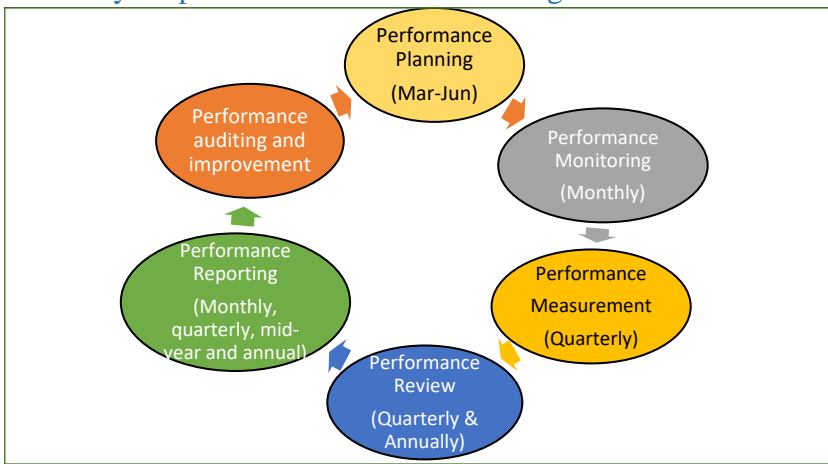 Performance
Planning
(Mar-Jun)
Performance
Monitoring
(Monthly)
Performance
Measurement
(Quarterly)
Performance
Review
(Quarterly &
Annually)
Performance
Reporting
(Monthly,
quarterly, mid-
year and annual)
Performance
auditing and
improvement